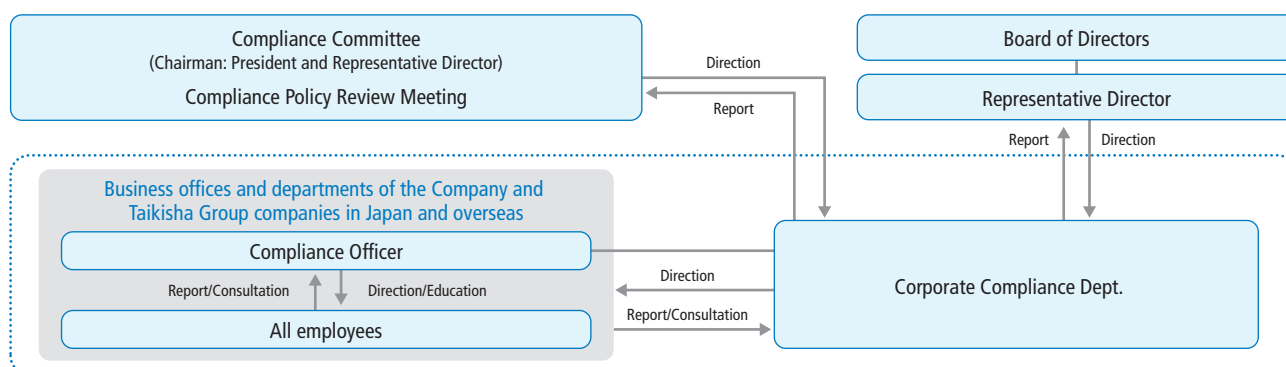 Compliance Committee
(Chairman: President and Representative Director)
Compliance Policy Review Meeting
Direction
Report
Board of Directors
Representative Director
Report
Direction
Business offices and departments of the Company and
Taikisha Group companies in Japan and overseas
Compliance Officer
Report/Consultation
Direction/Education
All employees
Direction
Report/Consultation
Corporate Compliance Dept.